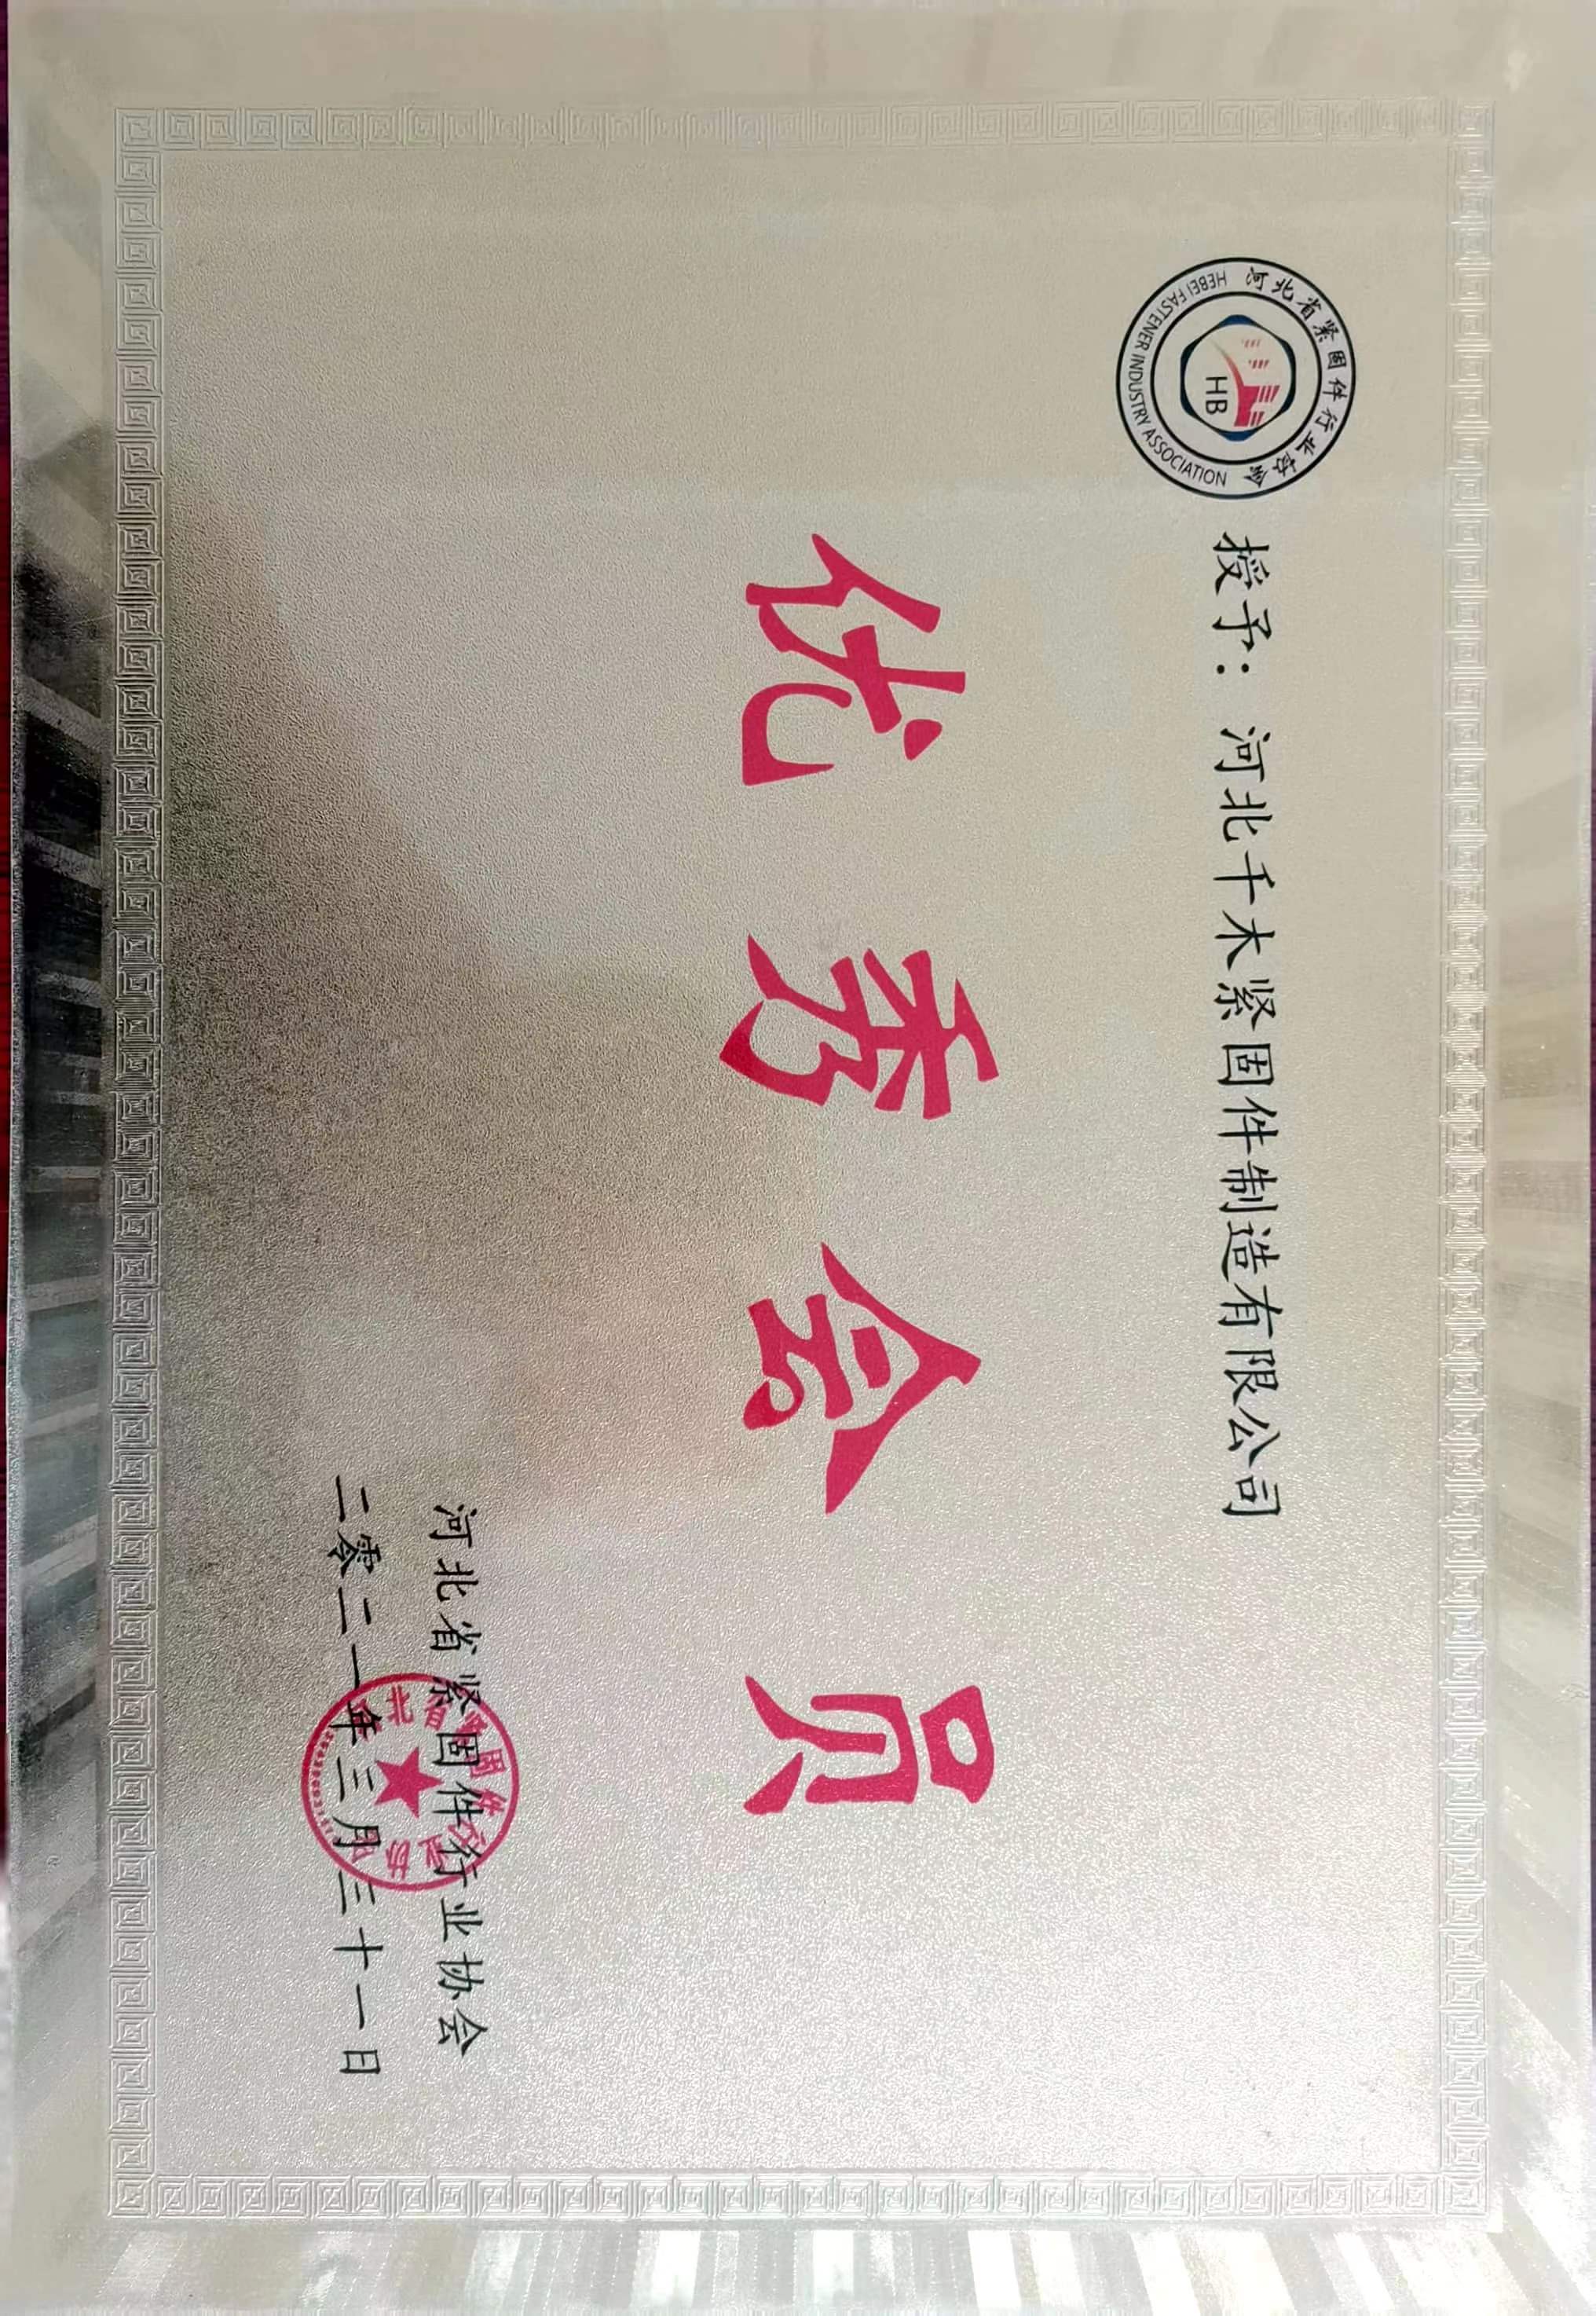 河北省紧固件行业协会
HEBEI FASTENER INDUSTRY ASSOCIATION
HB
授予：河北千木紧固件制造有限公司
优秀会员
河北省紧固件行业协会
二零二一年三月三十一日